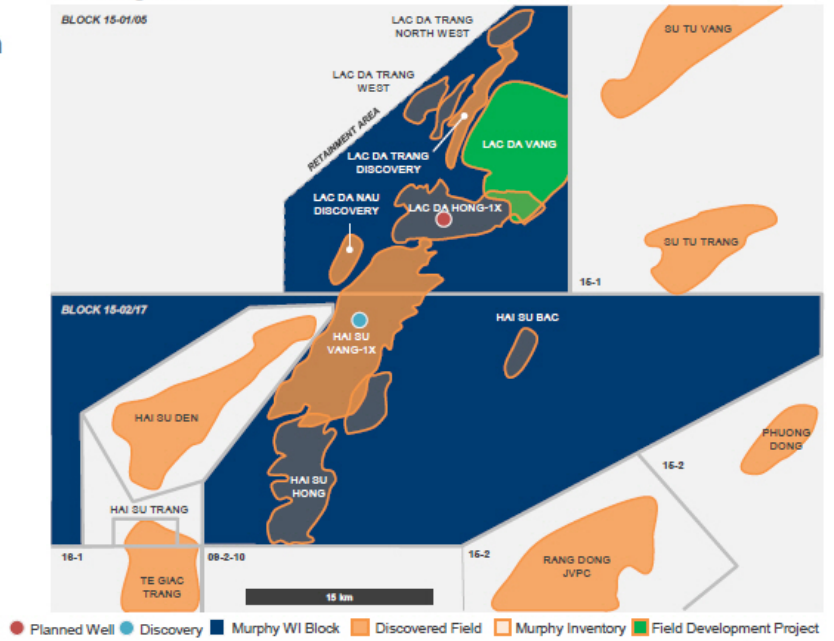 BLOCK 15-01/05
LAC DA TRANG
NORTH WEST
SU TU VANG
LAC DA TRANG
WEST
RETAINMENT AREA
LAC DA VANG
LAC DA TRANG
DISCOVERY
LAC DA NAU
DISCOVERY
LAC DA HONG-1X
SU TU TRANG
15-1
BLOCK 15-02/17
HAI SU BAC
HAI SU
VANG-1X
HAI SU DEN
PHUONG
DONG
15-2
HAI SU
HONG
HAI SU TRANG
16-1
09-2-10
15-2
RANG DONG
JVPC
TE GIAC
TRANG
15 km
Planned Well Discovery Murphy WI Block Discovered Field Murphy Inventory Field Development Project